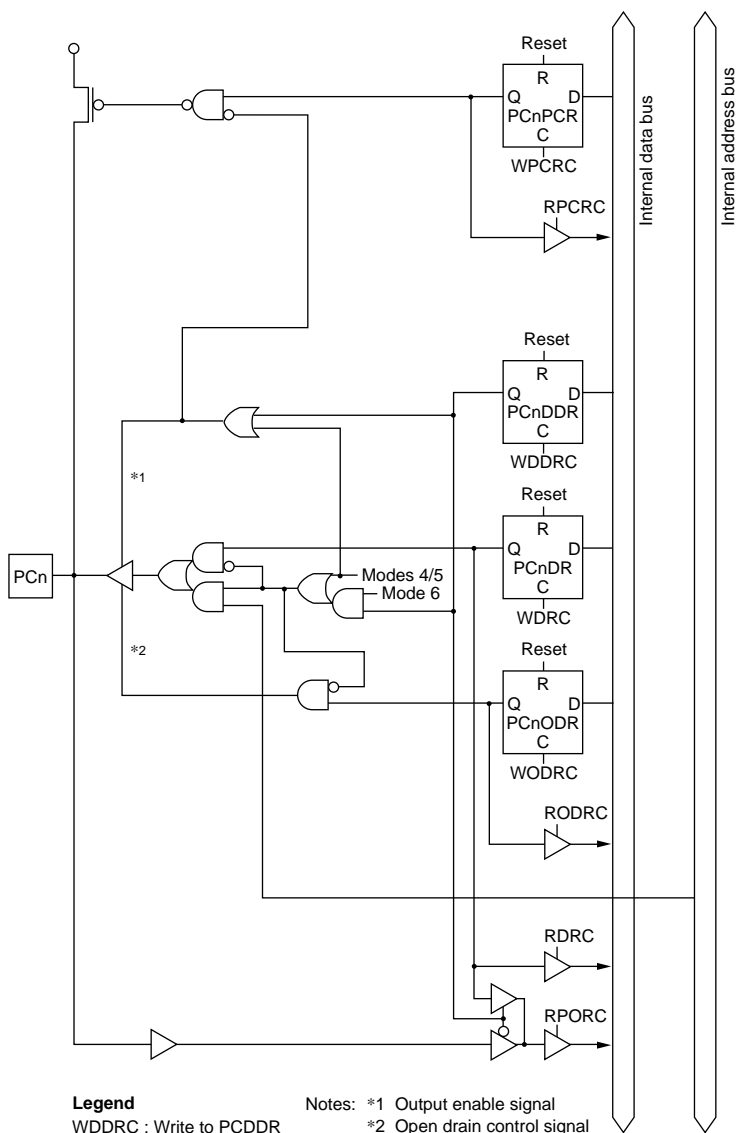 Reset
R
Q D
PCnPCR
C
WPCRC
RPCRC
Internal data bus
Internal address bus
Reset
R
Q D
PCnDDR
C
WDDRC
*1
Reset
R
Q D
PCnDR
C
WDRC
PCn
Modes 4/5
Mode 6
*2
Reset
R
Q D
PCnODR
C
WODRC
RODRC
RDRC
RPORC
Legend
WDDRC : Write to PCDDR
Notes: *1 Output enable signal
*2 Open drain control signal